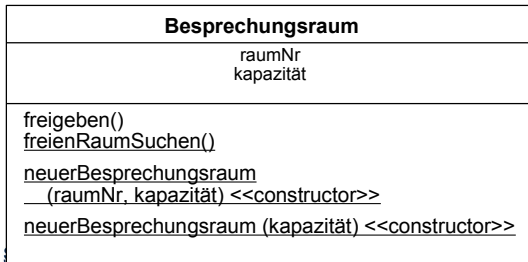 Besprechungsraum
raumNr
kapazität
freigeben()
freienRaumSuchen()
neuerBesprechungsraum
(raumNr, kapazität) <<constructor>>
neuerBesprechungsraum (kapazität) <<constructor>>